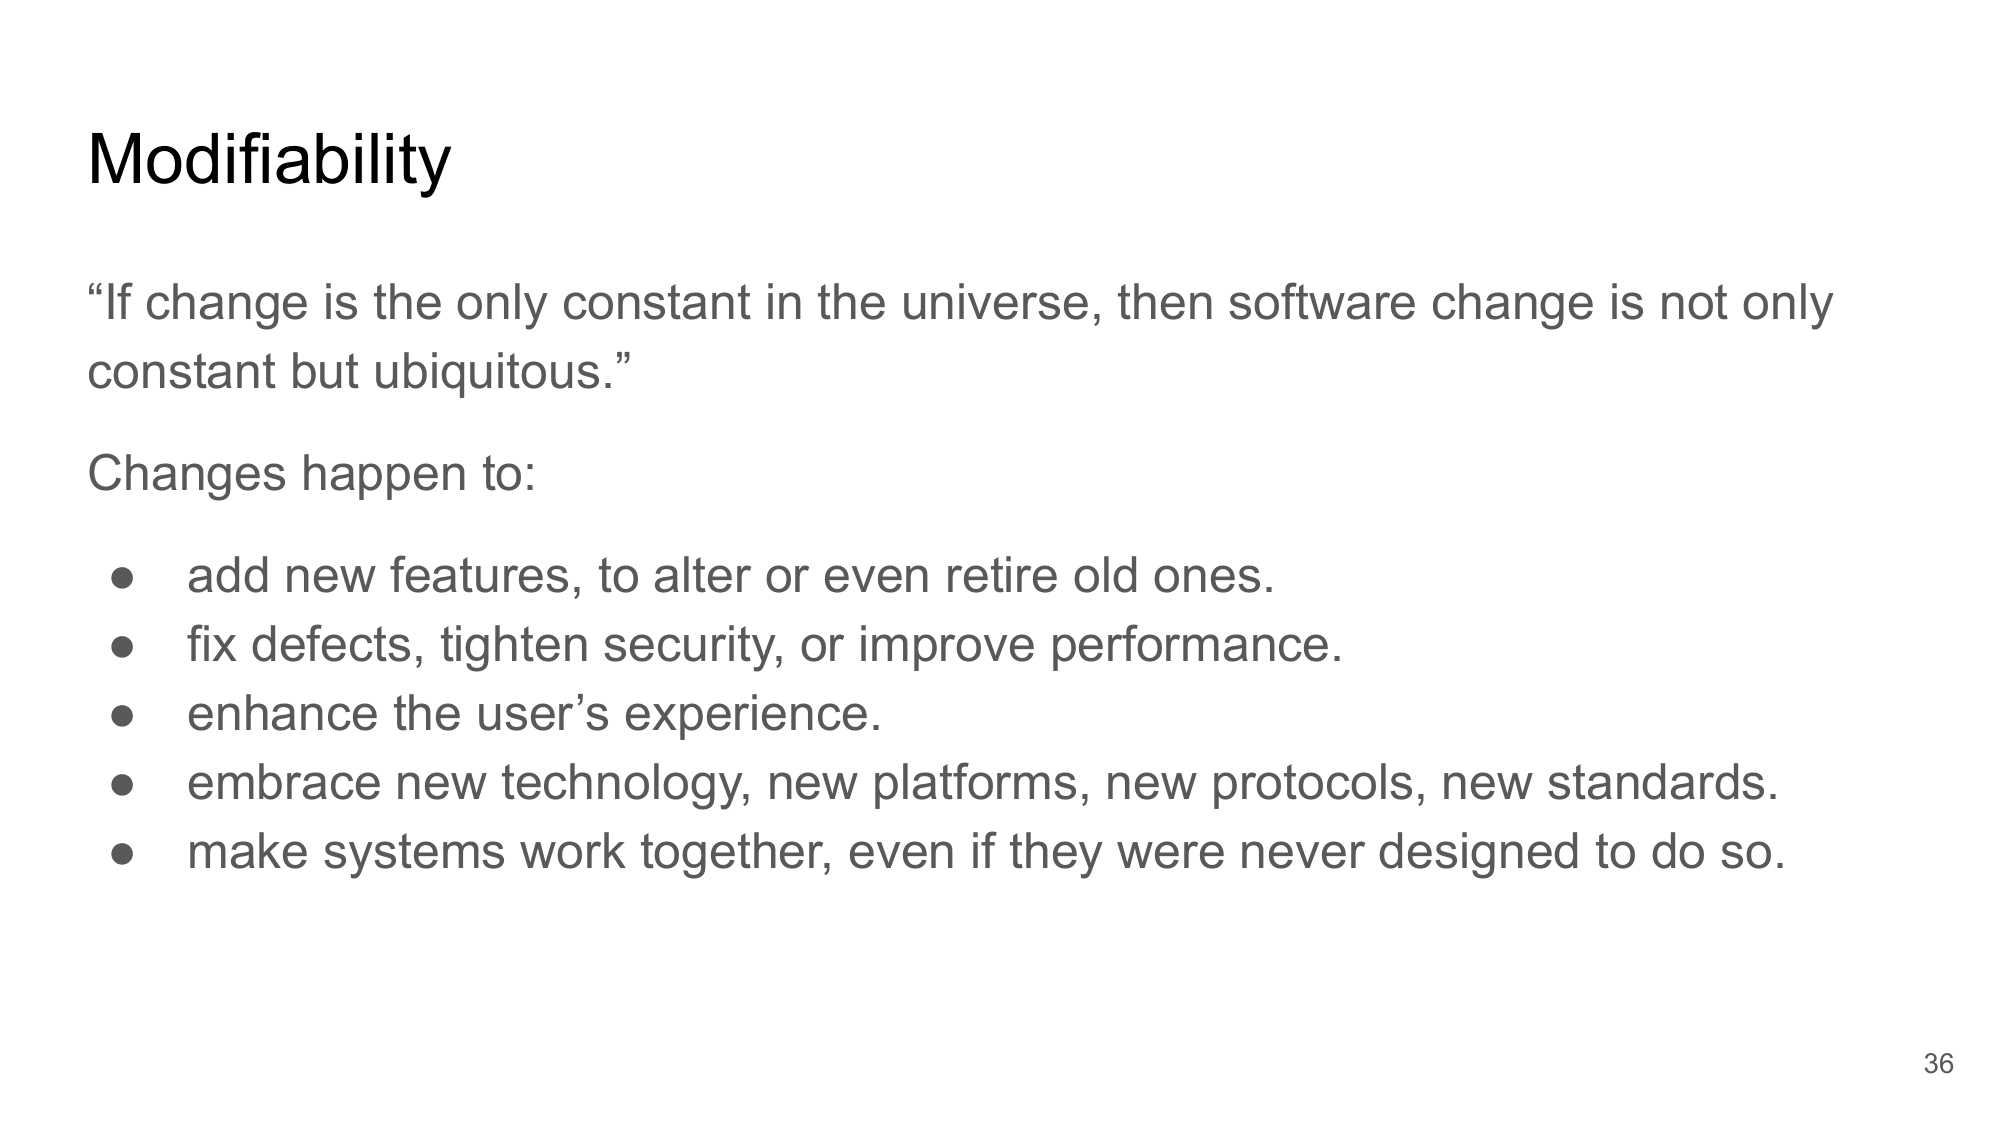 Modifiability
“If change is the only constant in the universe, then software change is not only
constant but ubiquitous.”
Changes happen to:
● add new features, to alter or even retire old ones.
● fix defects, tighten security, or improve performance.
● enhance the user’s experience.
● embrace new technology, new platforms, new protocols, new standards.
● make systems work together, even if they were never designed to do so.
36